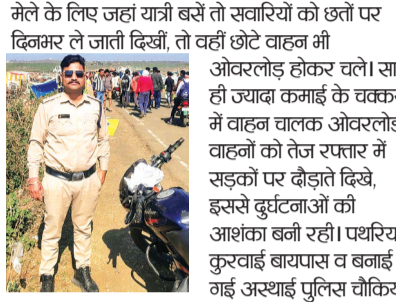 मेले के लिए जहां यात्री बसें तो सवारियों को छतों पर
दिनभर ले जाती दिखीं, तो वहीं छोटे वाहन भी
ओवरलोड होकर चले। सा
ही ज्यादा कमाई के चक्क
में वाहन चालक ओवरलोड
वाहनों को तेज रफ्तार में
सड़कों पर दौड़ाते दिखे,
इससे दुर्घटनाओं की
आशंका बनी रही। पथरिय
कुरवाई बायपास व बनाई
गई अस्थाई पुलिस चौकिय